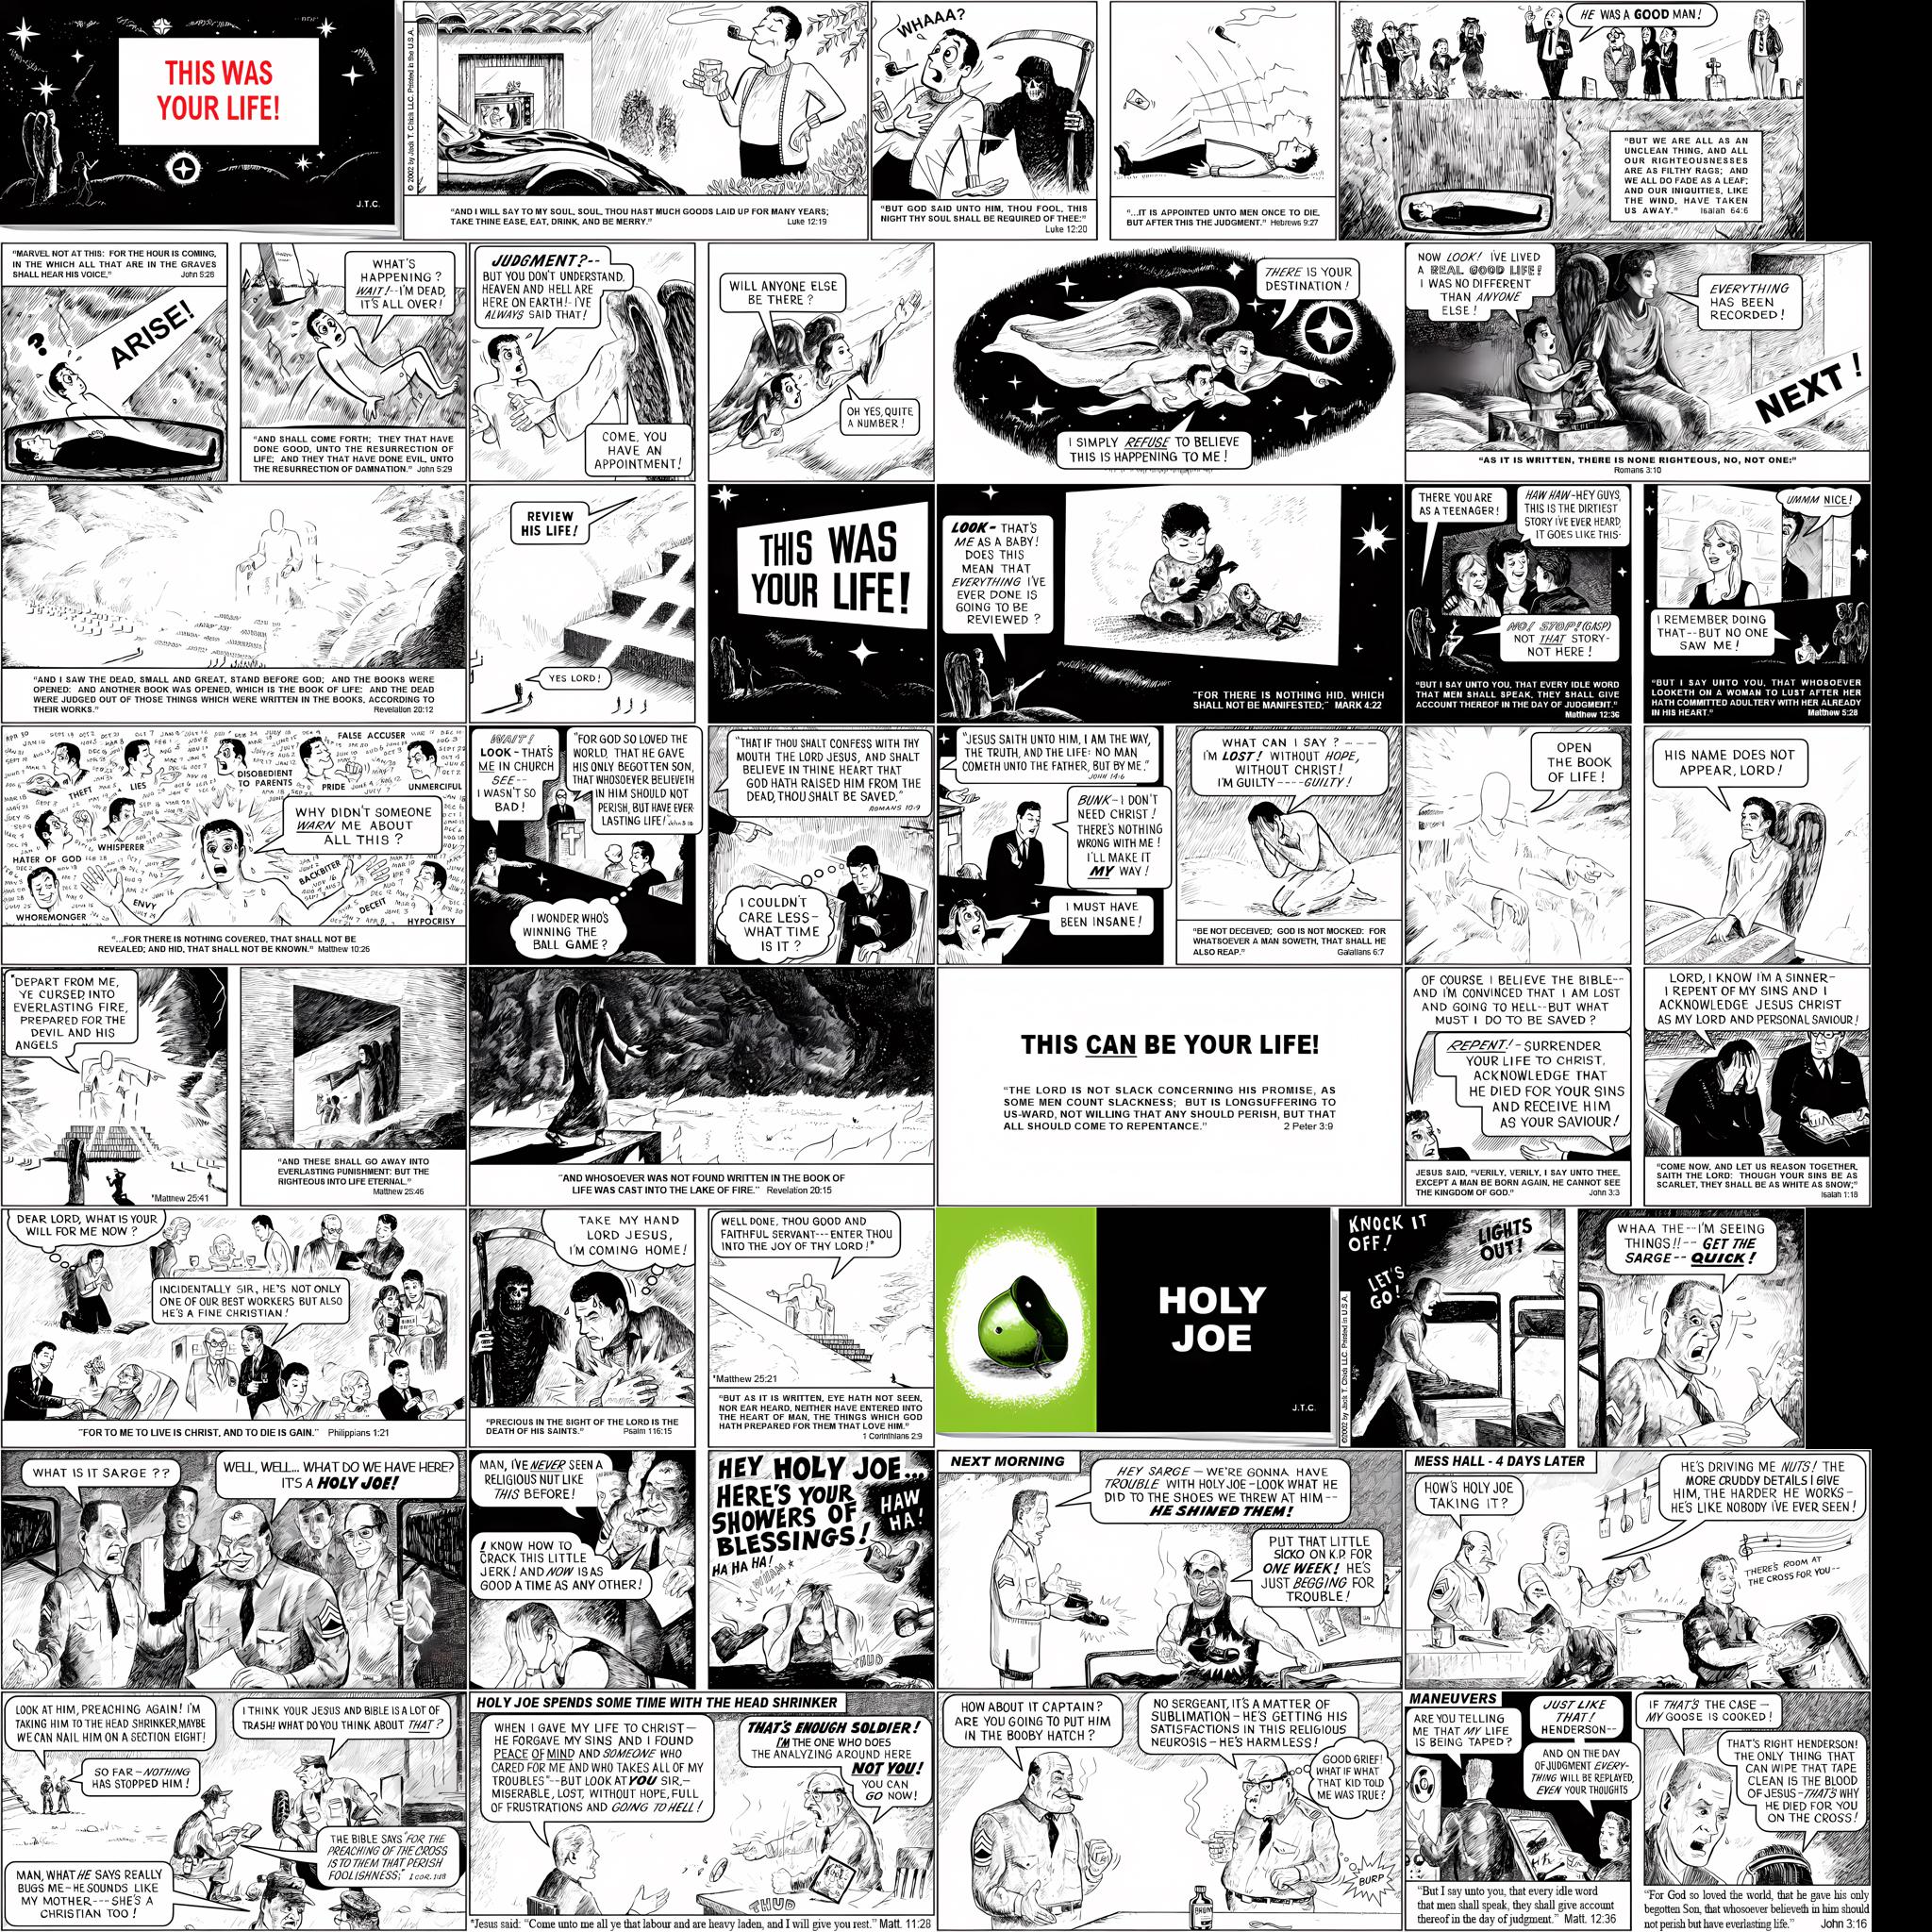 THIS WAS
YOUR LIFE!
J.T.C.
© 2002 by Jack T. Chick LLC. Printed in the U.S.A.
"AND I WILL SAY TO MY SOUL, SOUL, THOU HAST MUCH GOODS LAID UP FOR MANY YEARS;
TAKE THINE EASE, EAT, DRINK, AND BE MERRY."
Luke 12:19
WHAAA?
"BUT GOD SAID UNTO HIM, THOU FOOL, THIS
NIGHT THY SOUL SHALL BE REQUIRED OF THEE:"
Luke 12:20
"...IT IS APPOINTED UNTO MEN ONCE TO DIE,
BUT AFTER THIS THE JUDGMENT." Hebrews 9:27
HE WAS A GOOD MAN!
"BUT WE ARE ALL AS AN
UNCLEAN THING, AND ALL
OUR RIGHTEOUSNESSES
ARE AS FILTHY RAGS; AND
WE ALL DO FADE AS A LEAF;
AND OUR INIQUITIES, LIKE
THE WIND, HAVE TAKEN
US AWAY." Isaiah 64:6
"MARVEL NOT AT THIS: FOR THE HOUR IS COMING,
IN THE WHICH ALL THAT ARE IN THE GRAVES
SHALL HEAR HIS VOICE," John 5:28
?
ARISE!
WHAT'S
HAPPENING?
WAIT!--I'M DEAD,
IT'S ALL OVER!
"AND SHALL COME FORTH; THEY THAT HAVE
DONE GOOD, UNTO THE RESURRECTION OF
LIFE; AND THEY THAT HAVE DONE EVIL, UNTO
THE RESURRECTION OF DAMNATION." John 5:29
JUDGMENT?--
BUT YOU DON'T UNDERSTAND.
HEAVEN AND HELL ARE
HERE ON EARTH!-I'VE
ALWAYS SAID THAT!
COME, YOU
HAVE AN
APPOINTMENT!
WILL ANYONE ELSE
BE THERE?
OH YES, QUITE
A NUMBER!
THERE IS YOUR
DESTINATION!
I SIMPLY REFUSE TO BELIEVE
THIS IS HAPPENING TO ME!
NOW LOOK! I'VE LIVED
A REAL GOOD LIFE!
I WAS NO DIFFERENT
THAN ANYONE
ELSE!
EVERYTHING
HAS BEEN
RECORDED!
NEXT!
"AS IT IS WRITTEN, THERE IS NONE RIGHTEOUS, NO, NOT ONE:"
Romans 3:10
"AND I SAW THE DEAD, SMALL AND GREAT, STAND BEFORE GOD; AND THE BOOKS WERE
OPENED: AND ANOTHER BOOK WAS OPENED, WHICH IS THE BOOK OF LIFE: AND THE DEAD
WERE JUDGED OUT OF THOSE THINGS WHICH WERE WRITTEN IN THE BOOKS, ACCORDING TO
THEIR WORKS." Revelation 20:12
REVIEW
HIS LIFE!
YES LORD!
THIS WAS
YOUR LIFE!
LOOK- THAT'S
ME AS A BABY!
DOES THIS
MEAN THAT
EVERYTHING I'VE
EVER DONE IS
GOING TO BE
REVIEWED?
"FOR THERE IS NOTHING HID, WHICH
SHALL NOT BE MANIFESTED;" MARK 4:22
THERE YOU ARE
AS A TEENAGER!
HAW HAW-HEY GUYS,
THIS IS THE DIRTIEST
STORY I'VE EVER HEARD,
IT GOES LIKE THIS-
NO! STOP! (GASP)
NOT THAT STORY-
NOT HERE!
"BUT I SAY UNTO YOU, THAT EVERY IDLE WORD
THAT MEN SHALL SPEAK, THEY SHALL GIVE
ACCOUNT THEREOF IN THE DAY OF JUDGMENT."
Matthew 12:36
UMMM NICE!
I REMEMBER DOING
THAT--BUT NO ONE
SAW ME!
"BUT I SAY UNTO YOU, THAT WHOSOEVER
LOOKETH ON A WOMAN TO LUST AFTER HER
HATH COMMITTED ADULTERY WITH HER ALREADY
IN HIS HEART." Matthew 5:28
FALSE ACCUSER
DISOBEDIENT
TO PARENTS
THEFT
LIES
PRIDE
UNMERCIFUL
WHY DIDN'T SOMEONE
WARN ME ABOUT
ALL THIS?
WHISPERER
HATER OF GOD
BACKBITER
ENVY
DECEIT
WHOREMONGER
HYPOCRISY
"...FOR THERE IS NOTHING COVERED, THAT SHALL NOT BE
REVEALED; AND HID, THAT SHALL NOT BE KNOWN." Matthew 10:26
WAIT!
LOOK-THAT'S
ME IN CHURCH
SEE--
I WASN'T SO
BAD!
"FOR GOD SO LOVED THE
WORLD, THAT HE GAVE
HIS ONLY BEGOTTEN SON,
THAT WHOSOEVER BELIEVETH
IN HIM SHOULD NOT
PERISH, BUT HAVE EVER-
LASTING LIFE! John 3:16
I WONDER WHO'S
WINNING THE
BALL GAME?
"THAT IF THOU SHALT CONFESS WITH THY
MOUTH THE LORD JESUS, AND SHALT
BELIEVE IN THINE HEART THAT
GOD HATH RAISED HIM FROM THE
DEAD, THOU SHALT BE SAVED."
ROMANS 10:9
I COULDN'T
CARE LESS-
WHAT TIME
IS IT?
"JESUS SAITH UNTO HIM, I AM THE WAY,
THE TRUTH, AND THE LIFE: NO MAN
COMETH UNTO THE FATHER, BUT BY ME."
JOHN 14:6
BUNK-I DON'T
NEED CHRIST!
THERE'S NOTHING
WRONG WITH ME!
I'LL MAKE IT
MY WAY!
I MUST HAVE
BEEN INSANE!
WHAT CAN I SAY?----
I'M LOST! WITHOUT HOPE,
WITHOUT CHRIST!
I'M GUILTY----GUILTY!
"BE NOT DECEIVED; GOD IS NOT MOCKED: FOR
WHATSOEVER A MAN SOWETH, THAT SHALL HE
ALSO REAP." Galatians 6:7
OPEN
THE BOOK
OF LIFE!
HIS NAME DOES NOT
APPEAR, LORD!
*DEPART FROM ME,
YE CURSED, INTO
EVERLASTING FIRE,
PREPARED FOR THE
DEVIL AND HIS
ANGELS
*Matthew 25:41
"AND THESE SHALL GO AWAY INTO
EVERLASTING PUNISHMENT: BUT THE
RIGHTEOUS INTO LIFE ETERNAL."
Matthew 25:46
"AND WHOSOEVER WAS NOT FOUND WRITTEN IN THE BOOK OF
LIFE WAS CAST INTO THE LAKE OF FIRE." Revelation 20:15
THIS CAN BE YOUR LIFE!
"THE LORD IS NOT SLACK CONCERNING HIS PROMISE, AS
SOME MEN COUNT SLACKNESS; BUT IS LONGSUFFERING TO
US-WARD, NOT WILLING THAT ANY SHOULD PERISH, BUT THAT
ALL SHOULD COME TO REPENTANCE." 2 Peter 3:9
OF COURSE I BELIEVE THE BIBLE--
AND I'M CONVINCED THAT I AM LOST
AND GOING TO HELL--BUT WHAT
MUST I DO TO BE SAVED?
REPENT!-SURRENDER
YOUR LIFE TO CHRIST.
ACKNOWLEDGE THAT
HE DIED FOR YOUR SINS
AND RECEIVE HIM
AS YOUR SAVIOUR!
JESUS SAID, "VERILY, VERILY, I SAY UNTO THEE,
EXCEPT A MAN BE BORN AGAIN, HE CANNOT SEE
THE KINGDOM OF GOD." John 3:3
LORD, I KNOW I'M A SINNER-
I REPENT OF MY SINS AND I
ACKNOWLEDGE JESUS CHRIST
AS MY LORD AND PERSONAL SAVIOUR!
"COME NOW, AND LET US REASON TOGETHER,
SAITH THE LORD: THOUGH YOUR SINS BE AS
SCARLET, THEY SHALL BE AS WHITE AS SNOW;"
Isaiah 1:18
DEAR LORD, WHAT IS YOUR
WILL FOR ME NOW?
INCIDENTALLY SIR, HE'S NOT ONLY
ONE OF OUR BEST WORKERS BUT ALSO
HE'S A FINE CHRISTIAN!
BIBLE
"FOR TO ME TO LIVE IS CHRIST, AND TO DIE IS GAIN." Philippians 1:21
TAKE MY HAND
LORD JESUS,
I'M COMING HOME!
"PRECIOUS IN THE SIGHT OF THE LORD IS THE
DEATH OF HIS SAINTS." Psalm 116:15
WELL DONE, THOU GOOD AND
FAITHFUL SERVANT---ENTER THOU
INTO THE JOY OF THY LORD!*
*Matthew 25:21
"BUT AS IT IS WRITTEN, EYE HATH NOT SEEN,
NOR EAR HEARD, NEITHER HAVE ENTERED INTO
THE HEART OF MAN, THE THINGS WHICH GOD
HATH PREPARED FOR THEM THAT LOVE HIM."
1 Corinthians 2:9
HOLY
JOE
J.T.C.
©2002 by Jack T. Chick LLC. Printed in U.S.A.
KNOCK IT
OFF!
LIGHTS
OUT!
LET'S
GO!
WHAA THE--I'M SEEING
THINGS!!--GET THE
SARGE--QUICK!
WHAT IS IT SARGE??
WELL, WELL... WHAT DO WE HAVE HERE?
IT'S A HOLY JOE!
MAN, I'VE NEVER SEEN A
RELIGIOUS NUT LIKE
THIS BEFORE!
I KNOW HOW TO
CRACK THIS LITTLE
JERK! AND NOW IS AS
GOOD A TIME AS ANY OTHER!
HEY HOLY JOE...
HERE'S YOUR
SHOWERS OF
BLESSINGS!
HAW
HA!
HA HA HA!
WHAM
THUD
NEXT MORNING
HEY SARGE - WE'RE GONNA HAVE
TROUBLE WITH HOLY JOE-LOOK WHAT HE
DID TO THE SHOES WE THREW AT HIM--
HE SHINED THEM!
PUT THAT LITTLE
SICKO ON K.P. FOR
ONE WEEK! HE'S
JUST BEGGING FOR
TROUBLE!
MESS HALL - 4 DAYS LATER
HOW'S HOLY JOE
TAKING IT?
HE'S DRIVING ME NUTS! THE
MORE CRUDDY DETAILS I GIVE
HIM, THE HARDER HE WORKS-
HE'S LIKE NOBODY I'VE EVER SEEN!
THERE'S ROOM AT
THE CROSS FOR YOU--
LOOK AT HIM, PREACHING AGAIN! I'M
TAKING HIM TO THE HEAD SHRINKER, MAYBE
WE CAN NAIL HIM ON A SECTION EIGHT!
SO FAR-NOTHING
HAS STOPPED HIM!
I THINK YOUR JESUS AND BIBLE IS A LOT OF
TRASH! WHAT DO YOU THINK ABOUT THAT?
THE BIBLE SAYS "FOR THE
PREACHING OF THE CROSS
IS TO THEM THAT PERISH
FOOLISHNESS;" I COR. 1:18
MAN, WHAT HE SAYS REALLY
BUGS ME-HE SOUNDS LIKE
MY MOTHER---SHE'S A
CHRISTIAN TOO!
HOLY JOE SPENDS SOME TIME WITH THE HEAD SHRINKER
WHEN I GAVE MY LIFE TO CHRIST-
HE FORGAVE MY SINS AND I FOUND
PEACE OF MIND AND SOMEONE WHO
CARED FOR ME AND WHO TAKES ALL OF MY
TROUBLES*--BUT LOOK AT YOU SIR,-
MISERABLE, LOST, WITHOUT HOPE, FULL
OF FRUSTRATIONS AND GOING TO HELL!
THAT'S ENOUGH SOLDIER!
I'M THE ONE WHO DOES
THE ANALYZING AROUND HERE
NOT YOU!
YOU CAN
GO NOW!
THUD
*Jesus said: "Come unto me all ye that labour and are heavy laden, and I will give you rest." Matt. 11:28
HOW ABOUT IT CAPTAIN?
ARE YOU GOING TO PUT HIM
IN THE BOOBY HATCH?
NO SERGEANT, IT'S A MATTER OF
SUBLIMATION-HE'S GETTING HIS
SATISFACTIONS IN THIS RELIGIOUS
NEUROSIS-HE'S HARMLESS!
GOOD GRIEF!
WHAT IF WHAT
THAT KID TOLD
ME WAS TRUE?
BURP
BROM
MANEUVERS
ARE YOU TELLING
ME THAT MY LIFE
IS BEING TAPED?
JUST LIKE
THAT!
HENDERSON--
AND ON THE DAY
OF JUDGMENT EVERY-
THING WILL BE REPLAYED,
EVEN YOUR THOUGHTS
"But I say unto you, that every idle word
that men shall speak, they shall give account
thereof in the day of judgment." Matt. 12:36
IF THAT'S THE CASE -
MY GOOSE IS COOKED!
THAT'S RIGHT HENDERSON!
THE ONLY THING THAT
CAN WIPE THAT TAPE
CLEAN IS THE BLOOD
OF JESUS-THAT'S WHY
HE DIED FOR YOU
ON THE CROSS!
"For God so loved the world, that he gave his only
begotten Son, that whosoever believeth in him should
not perish but have everlasting life." John 3:16